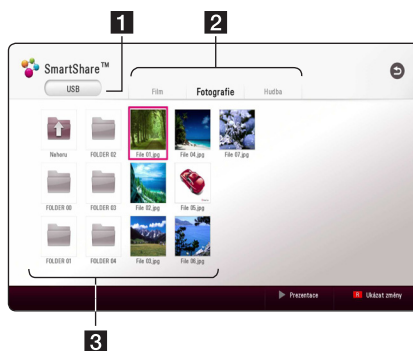 1
2
SmartShare™
USB
Film Fotografie Hudba
Nahoru FOLDER 02 File 01.jpg File 04.jpg File 07.jpg
FOLDER 00 FOLDER 03 File 02.jpg File 05.jpg
FOLDER 01 FOLDER 04 File 03.jpg File 06.jpg
Prezentace R Ukázat změny
3